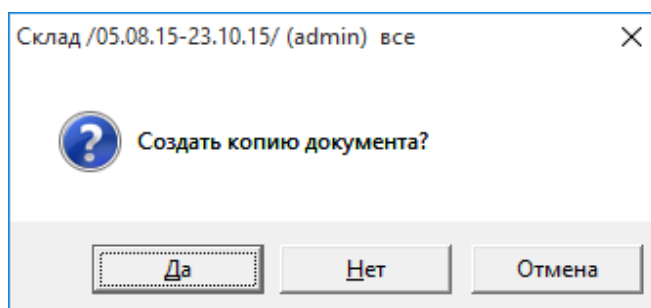 Склад /05.08.15-23.10.15/ (admin)  все
Создать копию документа?
Да
Нет
Отмена